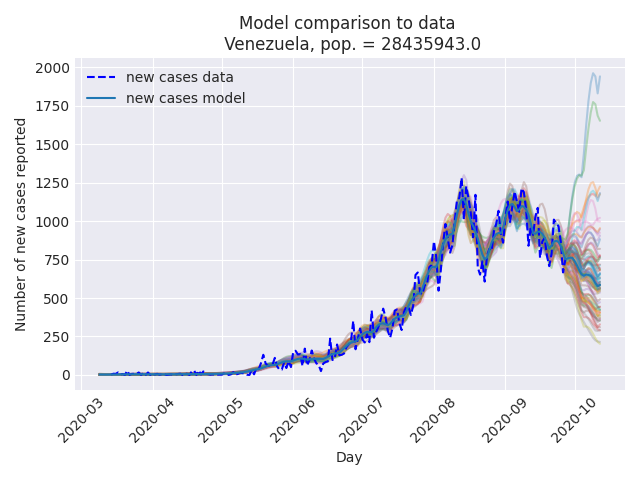 Model comparison to data
Venezuela, pop. = 28435943.0
new cases data
new cases model
Number of new cases reported
2000
1750
1500
1250
1000
750
500
250
0
2020-03
2020-04
2020-05
2020-06
2020-07
2020-08
2020-09
2020-10
Day